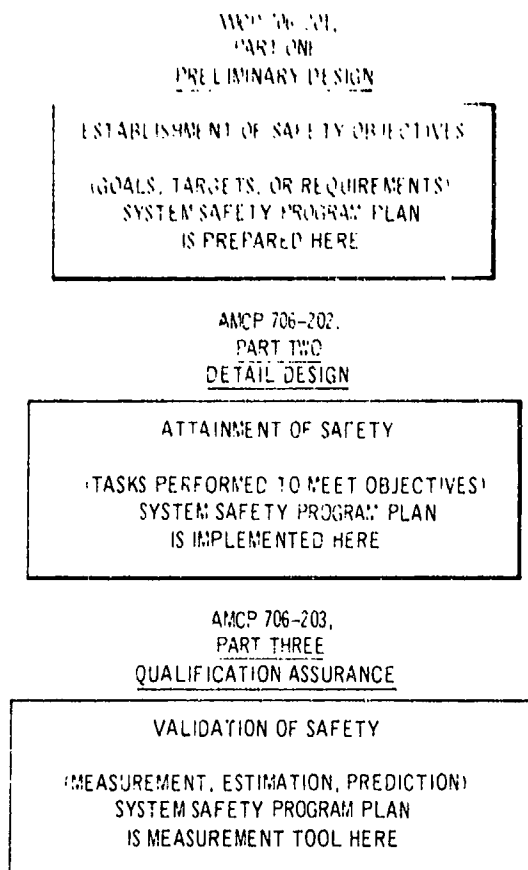 AMCP 706-201,
PART ONE
PRELIMINARY DESIGN
ESTABLISHMENT OF SAFETY OBJECTIVES
(GOALS, TARGETS, OR REQUIREMENTS)
SYSTEM SAFETY PROGRAM PLAN
IS PREPARED HERE
AMCP 706-202,
PART TWO
DETAIL DESIGN
ATTAINMENT OF SAFETY
(TASKS PERFORMED TO MEET OBJECTIVES)
SYSTEM SAFETY PROGRAM PLAN
IS IMPLEMENTED HERE
AMCP 706-203,
PART THREE
QUALIFICATION ASSURANCE
VALIDATION OF SAFETY
(MEASUREMENT, ESTIMATION, PREDICTION)
SYSTEM SAFETY PROGRAM PLAN
IS MEASUREMENT TOOL HERE